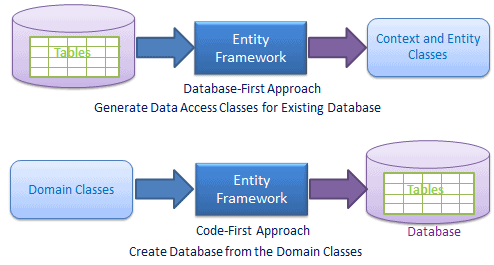 Tables
Entity
Framework
Context and Entity
Classes
Database-First Approach
Generate Data Access Classes for Existing Database
Domain Classes
Entity
Framework
Tables
Database
Code-First Approach
Create Database from the Domain Classes